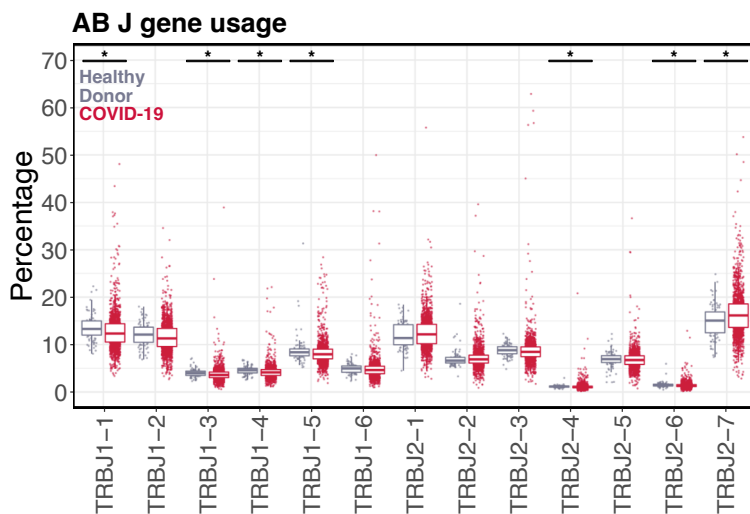 AB J gene usage
Percentage
70
60
50
40
30
20
10
0
* * * * * * *
Healthy
Donor
COVID-19
TRBJ1-1
TRBJ1-2
TRBJ1-3
TRBJ1-4
TRBJ1-5
TRBJ1-6
TRBJ2-1
TRBJ2-2
TRBJ2-3
TRBJ2-4
TRBJ2-5
TRBJ2-6
TRBJ2-7